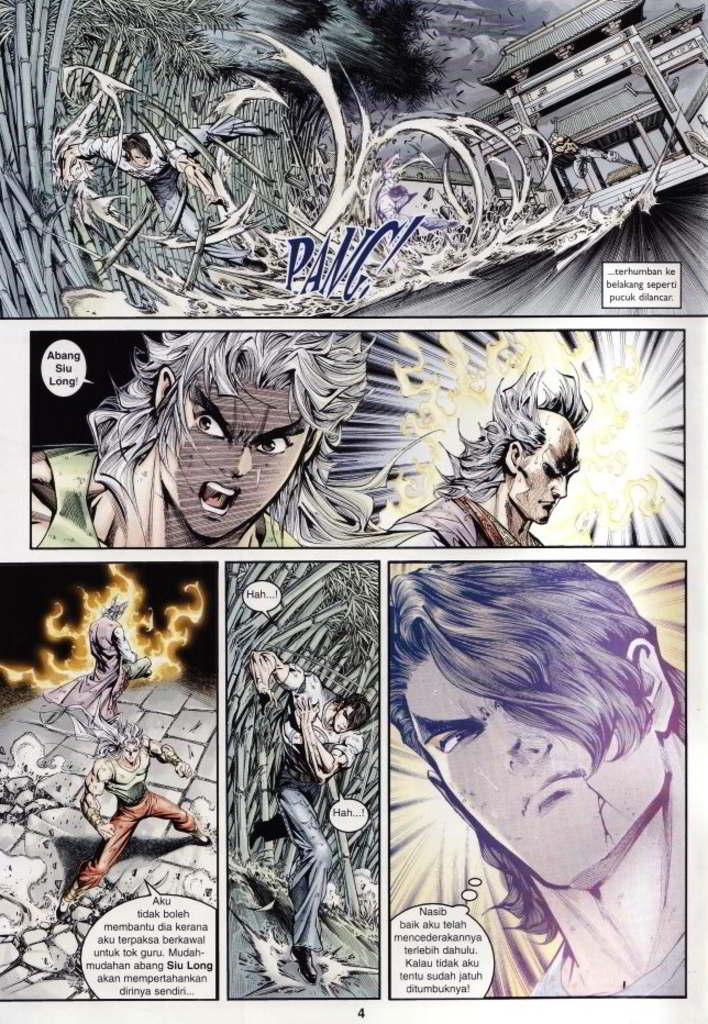 PANG!
...terhumban ke
belakang seperti
pucuk dilancar.
Abang
Siu
Long!
Aku
tidak boleh
membantu dia kerana
aku terpaksa berkawal
untuk tok guru. Mudah-
mudahan abang Siu Long
akan mempertahankan
dirinya sendiri...
Hah...!
Hah...!
Nasib
baik aku telah
mencederakannya
terlebih dahulu.
Kalau tidak aku
tentu sudah jatuh
ditumbuknya!
4